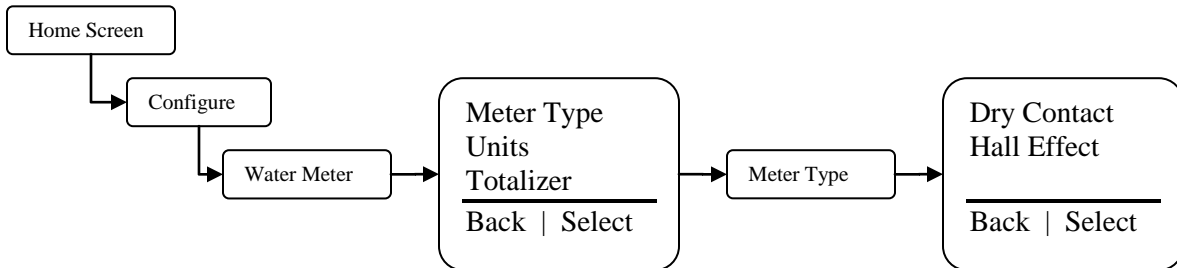 Home Screen
Configure
Water Meter
Meter Type
Units
Totalizer
Back | Select
Meter Type
Dry Contact
Hall Effect
Back | Select